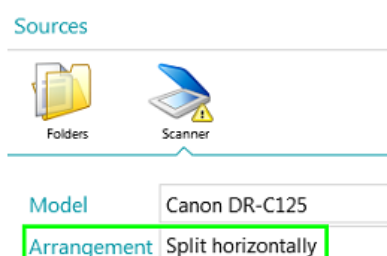 Sources
Folders Scanner
Model Canon DR-C125
Arrangement Split horizontally